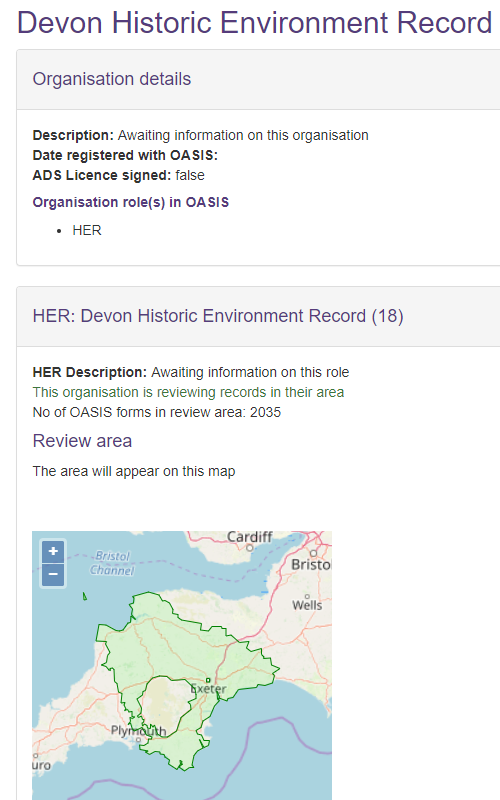 Devon Historic Environment Record
Organisation details
Description: Awaiting information on this organisation
Date registered with OASIS:
ADS Licence signed: false
Organisation role(s) in OASIS
• HER
HER: Devon Historic Environment Record (18)
HER Description: Awaiting information on this role
This organisation is reviewing records in their area
No of OASIS forms in review area: 2035
Review area
The area will appear on this map
+
−
Cardiff
Bristol
Channel
Bristo
Wells
Exeter
Plymouth
uro